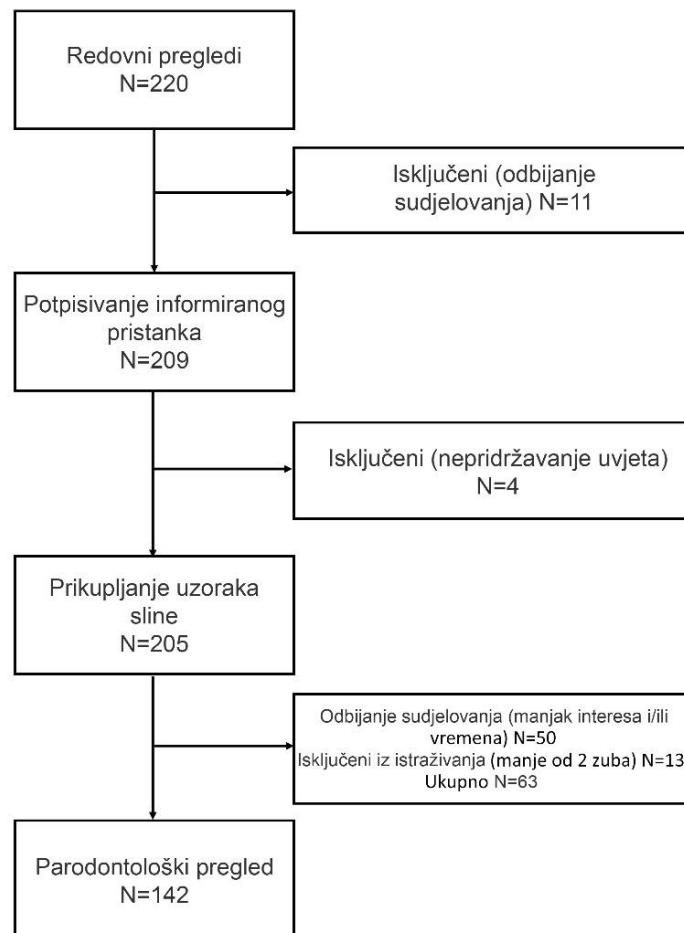 Redovni pregledi
N=220
Isključeni (odbijanje
sudjelovanja) N=11
Potpisivanje informiranog
pristanka
N=209
Isključeni (nepridržavanje uvjeta)
N=4
Prikupljanje uzoraka
sline
N=205
Odbijanje sudjelovanja (manjak interesa i/ili
vremena) N=50
Isključeni iz istraživanja (manje od 2 zuba) N=13
Ukupno N=63
Parodontološki pregled
N=142